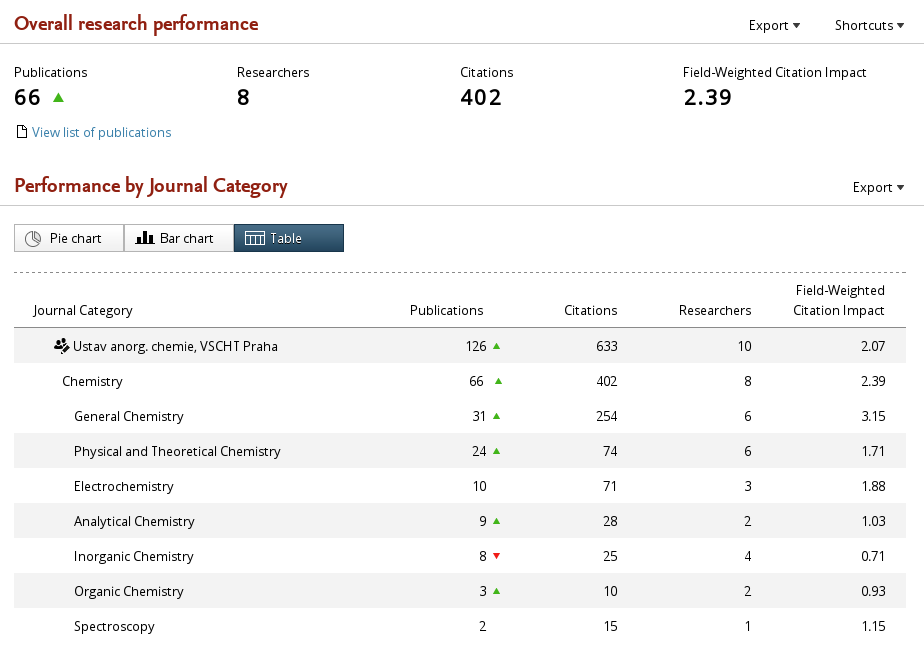 Overall research performance
Export Shortcuts
Publications Researchers Citations Field-Weighted Citation Impact
66 8 402 2.39
View list of publications
Performance by Journal Category
Export
Pie chart Bar chart Table
Journal Category Publications Citations Researchers Field-Weighted Citation Impact
Ustav anorg. chemie, VSCHT Praha 126 633 10 2.07
Chemistry 66 402 8 2.39
General Chemistry 31 254 6 3.15
Physical and Theoretical Chemistry 24 74 6 1.71
Electrochemistry 10 71 3 1.88
Analytical Chemistry 9 28 2 1.03
Inorganic Chemistry 8 25 4 0.71
Organic Chemistry 3 10 2 0.93
Spectroscopy 2 15 1 1.15